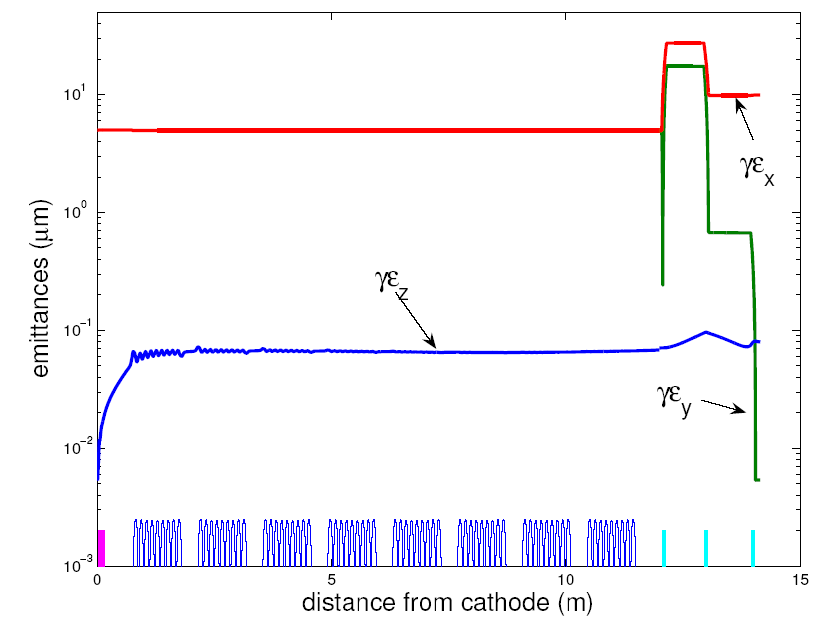 10¹
10⁰
10⁻¹
10⁻²
10⁻³
emittances (μm)
γε_x
γε_z
γε_y
0
5
10
15
distance from cathode (m)